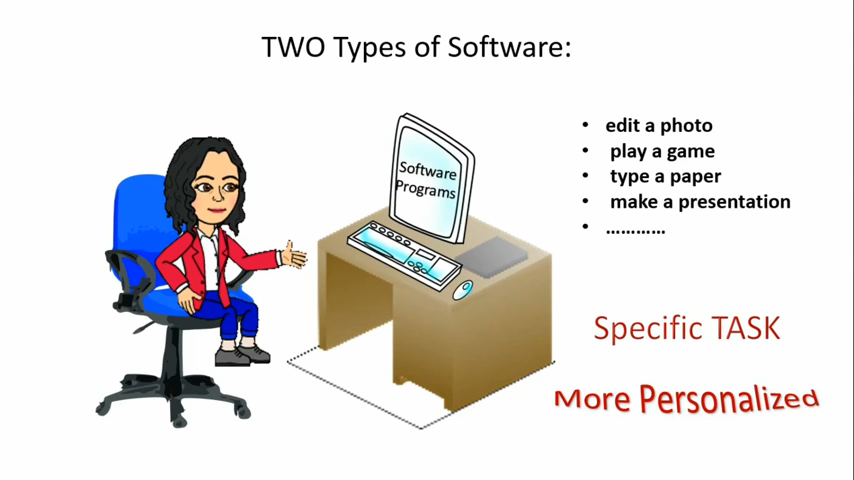 TWO Types of Software:
Software
Programs
• edit a photo
• play a game
• type a paper
• make a presentation
• …………
Specific TASK
More Personalized